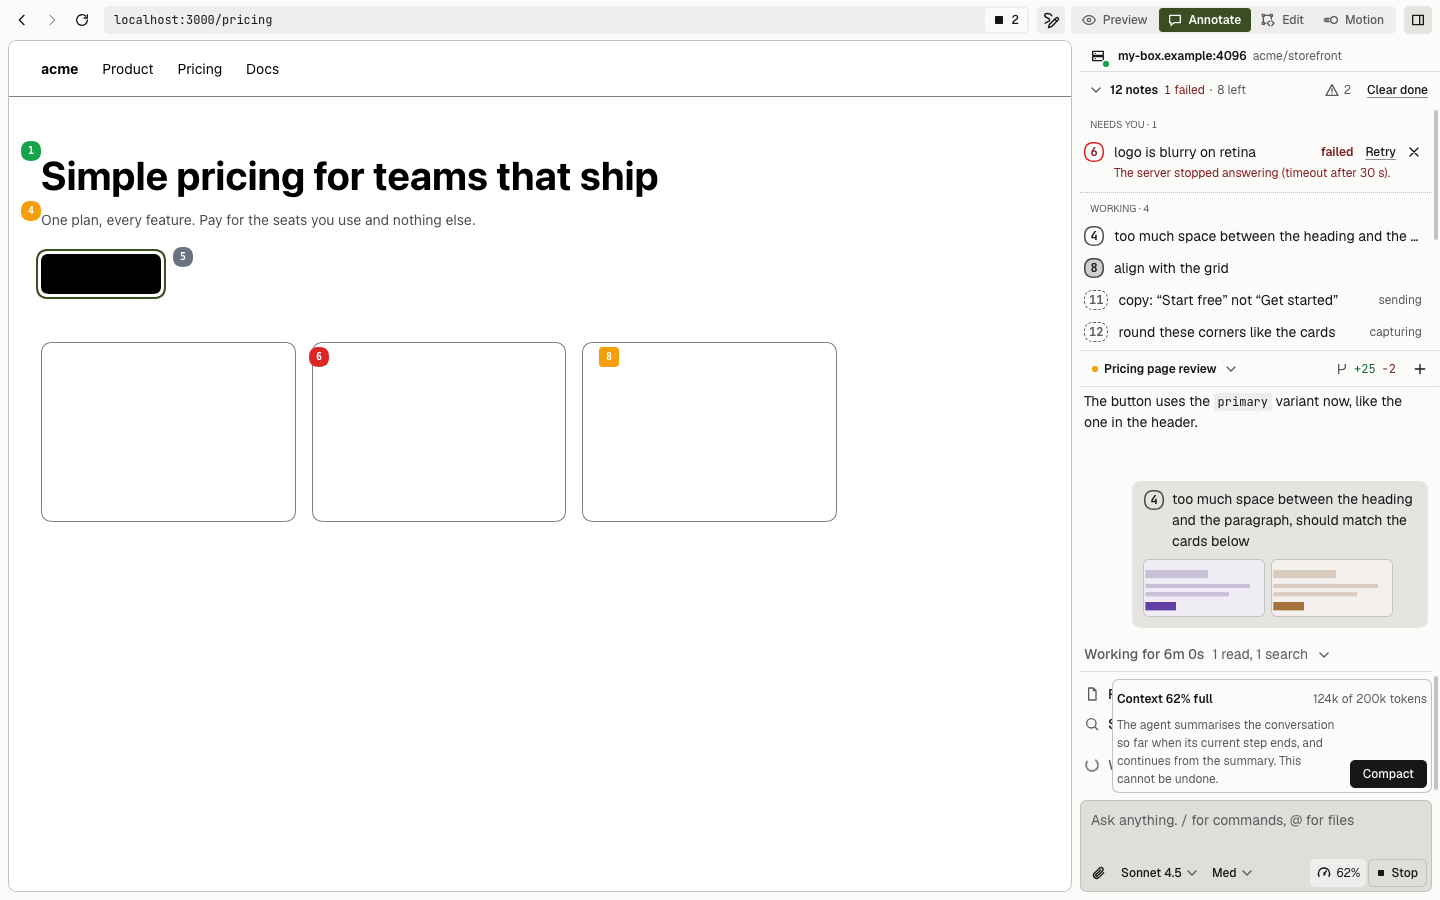 localhost:3000/pricing
2
Preview
Annotate
Edit
Motion
acme
Product
Pricing
Docs
1
Simple pricing for teams that ship
4
One plan, every feature. Pay for the seats you use and nothing else.
5
6
8
my-box.example:4096 acme/storefront
12 notes 1 failed · 8 left
2
Clear done
NEEDS YOU · 1
6 logo is blurry on retina failed Retry
The server stopped answering (timeout after 30 s).
WORKING · 4
4 too much space between the heading and the …
8 align with the grid
11 copy: “Start free” not “Get started” sending
12 round these corners like the cards capturing
Pricing page review
+25 -2
The button uses the primary variant now, like the
one in the header.
4 too much space between the heading
and the paragraph, should match the
cards below
Working for 6m 0s 1 read, 1 search
Context 62% full 124k of 200k tokens
The agent summarises the conversation
so far when its current step ends, and
continues from the summary. This
cannot be undone.
Compact
Ask anything. / for commands, @ for files
Sonnet 4.5
Med
62%
Stop